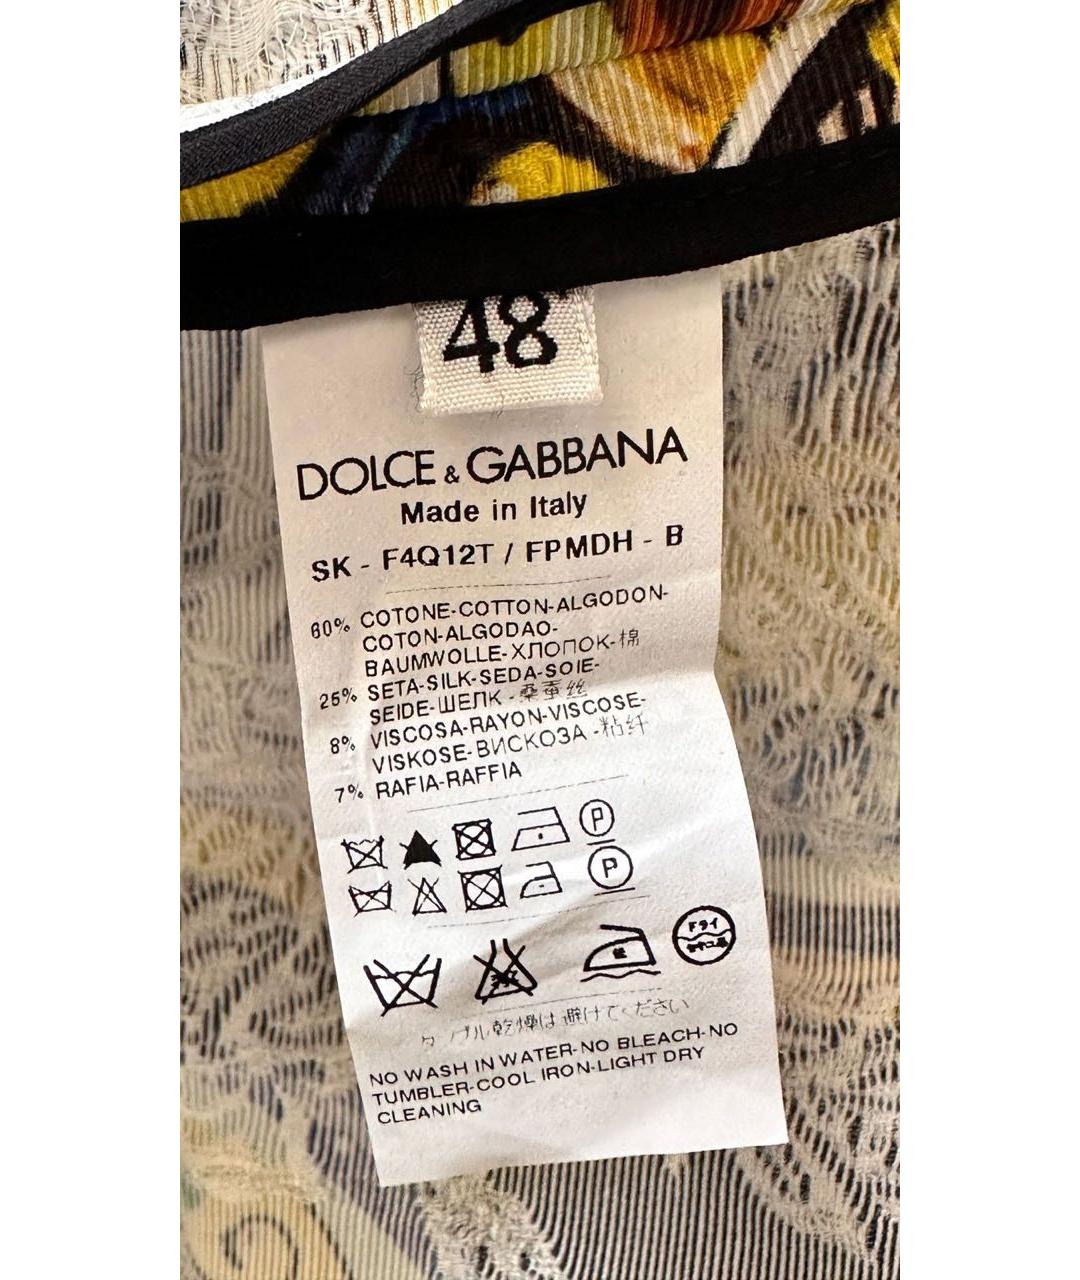 48
DOLCE & GABBANA
Made in Italy
SK - F4Q12T / FPMDH - B
60% COTONE-COTTON-ALGODON-
COTON-ALGODAO-
BAUMWOLLE-ХЛОПОК-棉
25% SETA-SILK-SEDA-SOIE-
SEIDE-ШЕЛК-桑蚕丝
8% VISCOSA-RAYON-VISCOSE-
VISKOSE-ВИСКОЗА-粘纤
7% RAFIA-RAFFIA
P
P
ドライ
タンブル乾燥は避けてください
NO WASH IN WATER-NO BLEACH-NO
TUMBLER-COOL IRON-LIGHT DRY
CLEANING